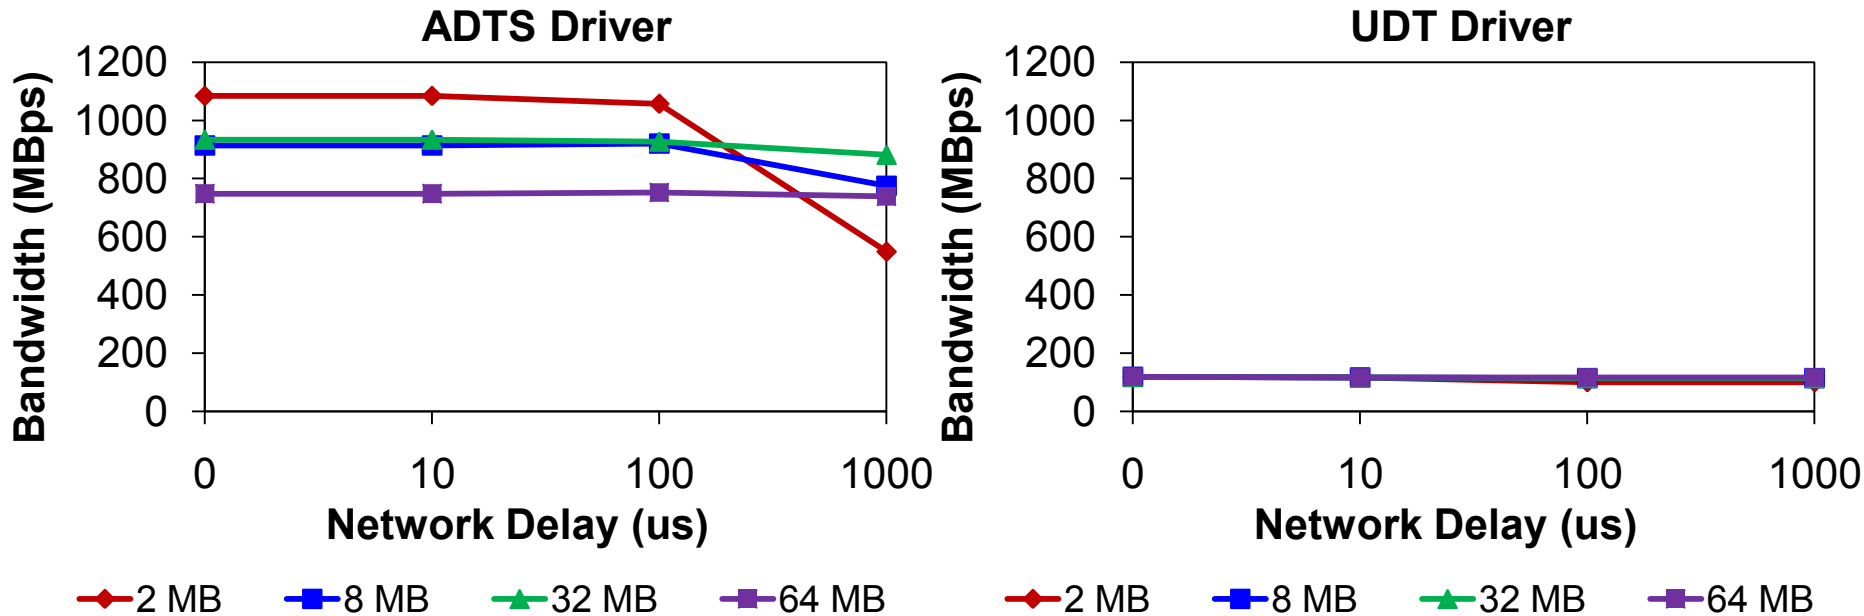 ADTS Driver
Bandwidth (MBps)
1200
1000
800
600
400
200
0
0 10 100 1000
Network Delay (us)
2 MB 8 MB 32 MB 64 MB
UDT Driver
Bandwidth (MBps)
1200
1000
800
600
400
200
0
0 10 100 1000
Network Delay (us)
2 MB 8 MB 32 MB 64 MB